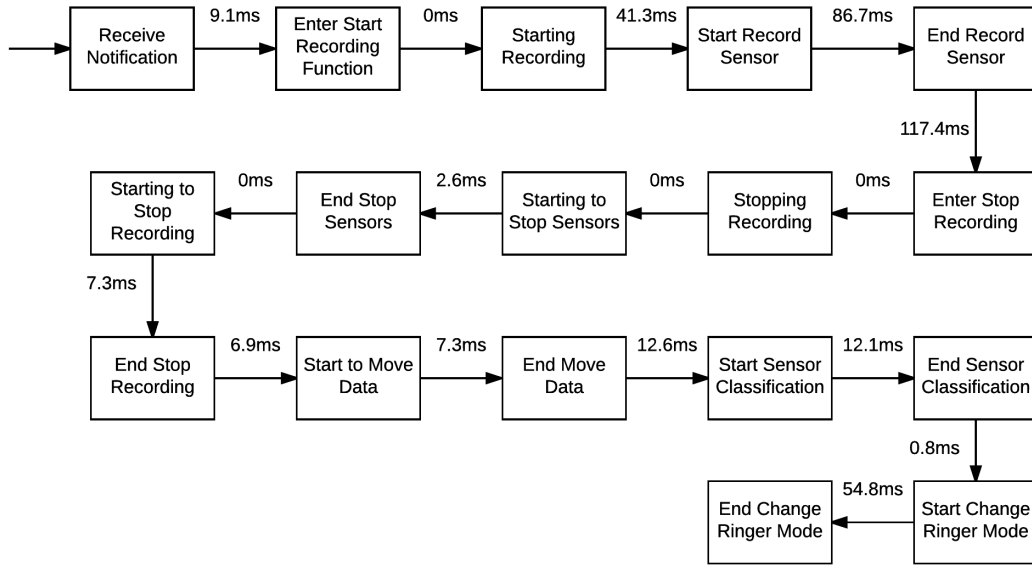 9.1ms
0ms
41.3ms
86.7ms
Receive
Notification
Enter Start
Recording
Function
Starting
Recording
Start Record
Sensor
End Record
Sensor
117.4ms
Starting to
Stop
Recording
0ms
End Stop
Sensors
2.6ms
Starting to
Stop Sensors
0ms
Stopping
Recording
0ms
Enter Stop
Recording
7.3ms
End Stop
Recording
6.9ms
Start to Move
Data
7.3ms
End Move
Data
12.6ms
Start Sensor
Classification
12.1ms
End Sensor
Classification
0.8ms
End Change
Ringer Mode
54.8ms
Start Change
Ringer Mode